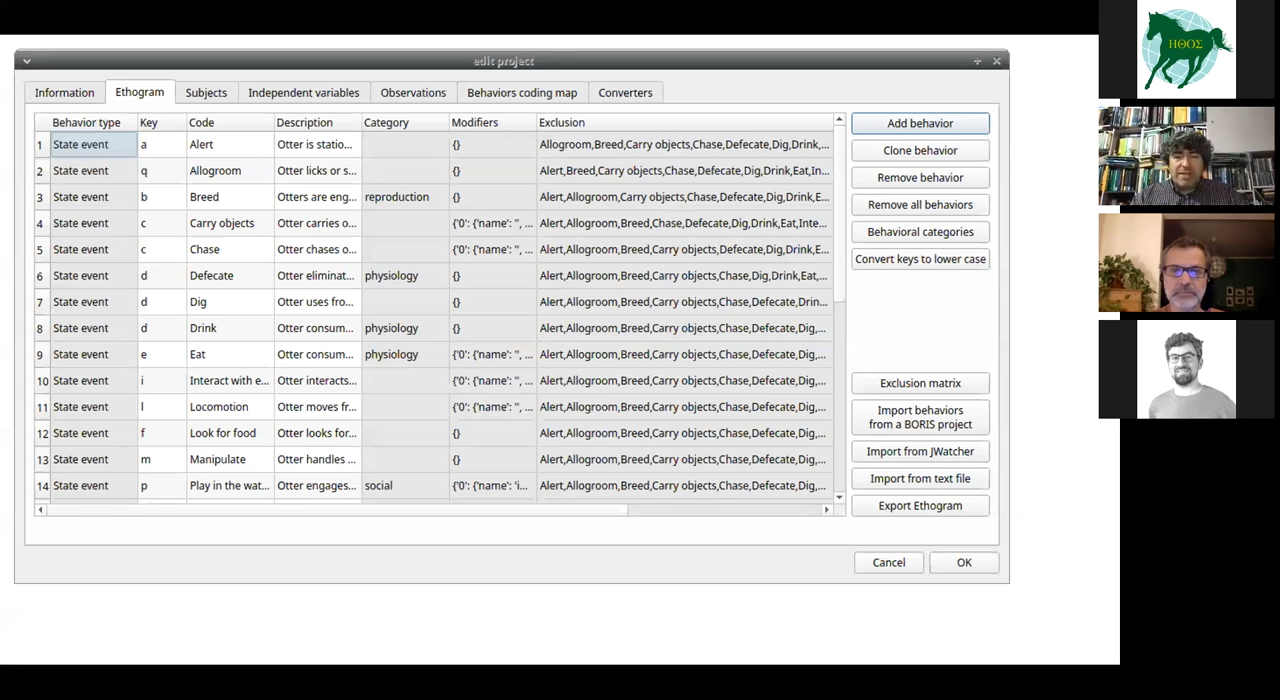 ΗΘΟΣ
edit project
Information Ethogram Subjects Independent variables Observations Behaviors coding map Converters
Behavior type Key Code Description Category Modifiers Exclusion
1 State event a Alert Otter is statio... {} Allogroom,Breed,Carry objects,Chase,Defecate,Dig,Drink,...
2 State event q Allogroom Otter licks or s... {} Alert,Breed,Carry objects,Chase,Defecate,Dig,Drink,Eat,In...
3 State event b Breed Otters are eng... reproduction {} Alert,Allogroom,Carry objects,Chase,Defecate,Dig,Drink,E...
4 State event c Carry objects Otter carries o... {'0': {'name': '', ... Alert,Allogroom,Breed,Chase,Defecate,Dig,Drink,Eat,Inte...
5 State event c Chase Otter chases o... {'0': {'name': '', ... Alert,Allogroom,Breed,Carry objects,Defecate,Dig,Drink,E...
6 State event d Defecate Otter eliminat... physiology {} Alert,Allogroom,Breed,Carry objects,Chase,Dig,Drink,Eat,...
7 State event d Dig Otter uses fro... {} Alert,Allogroom,Breed,Carry objects,Chase,Defecate,Drin...
8 State event d Drink Otter consum... physiology {} Alert,Allogroom,Breed,Carry objects,Chase,Defecate,Dig,...
9 State event e Eat Otter consum... physiology {'0': {'name': '', ... Alert,Allogroom,Breed,Carry objects,Chase,Defecate,Dig,...
10 State event i Interact with e... Otter interacts... {'0': {'name': '', ... Alert,Allogroom,Breed,Carry objects,Chase,Defecate,Dig,...
11 State event l Locomotion Otter moves fr... {'0': {'name': '', ... Alert,Allogroom,Breed,Carry objects,Chase,Defecate,Dig,...
12 State event f Look for food Otter looks for... {} Alert,Allogroom,Breed,Carry objects,Chase,Defecate,Dig,...
13 State event m Manipulate Otter handles ... {} Alert,Allogroom,Breed,Carry objects,Chase,Defecate,Dig,...
14 State event p Play in the wat... Otter engages... social {'0': {'name': 'i... Alert,Allogroom,Breed,Carry objects,Chase,Defecate,Dig,...
Add behavior
Clone behavior
Remove behavior
Remove all behaviors
Behavioral categories
Convert keys to lower case
Exclusion matrix
Import behaviors
from a BORIS project
Import from JWatcher
Import from text file
Export Ethogram
Cancel OK